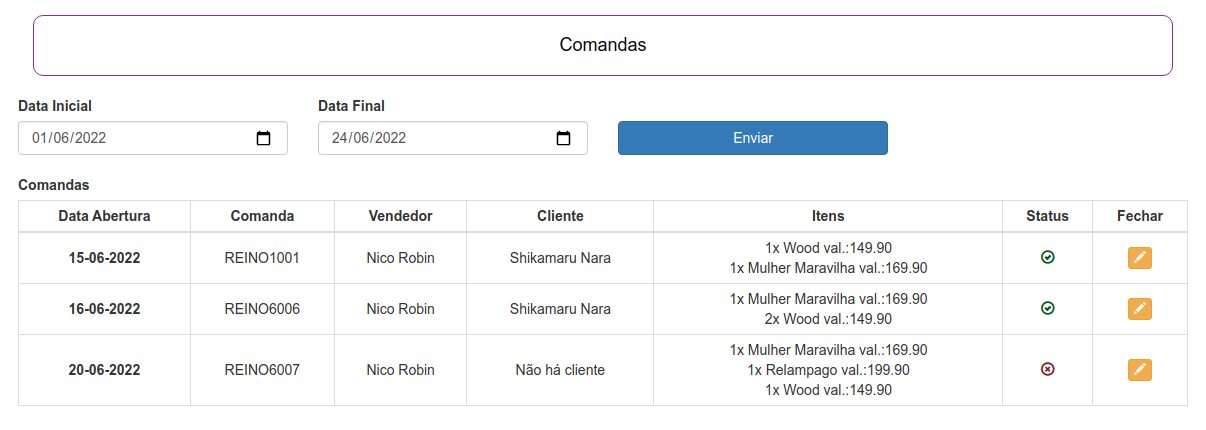 Comandas
Data Inicial
Data Final
01/06/2022
24/06/2022
Enviar
Comandas
Data Abertura Comanda Vendedor Cliente Itens Status Fechar
15-06-2022 REINO1001 Nico Robin Shikamaru Nara 1x Wood val.:149.90
1x Mulher Maravilha val.:169.90
16-06-2022 REINO6006 Nico Robin Shikamaru Nara 1x Mulher Maravilha val.:169.90
2x Wood val.:149.90
20-06-2022 REINO6007 Nico Robin Não há cliente 1x Mulher Maravilha val.:169.90
1x Relampago val.:199.90
1x Wood val.:149.90